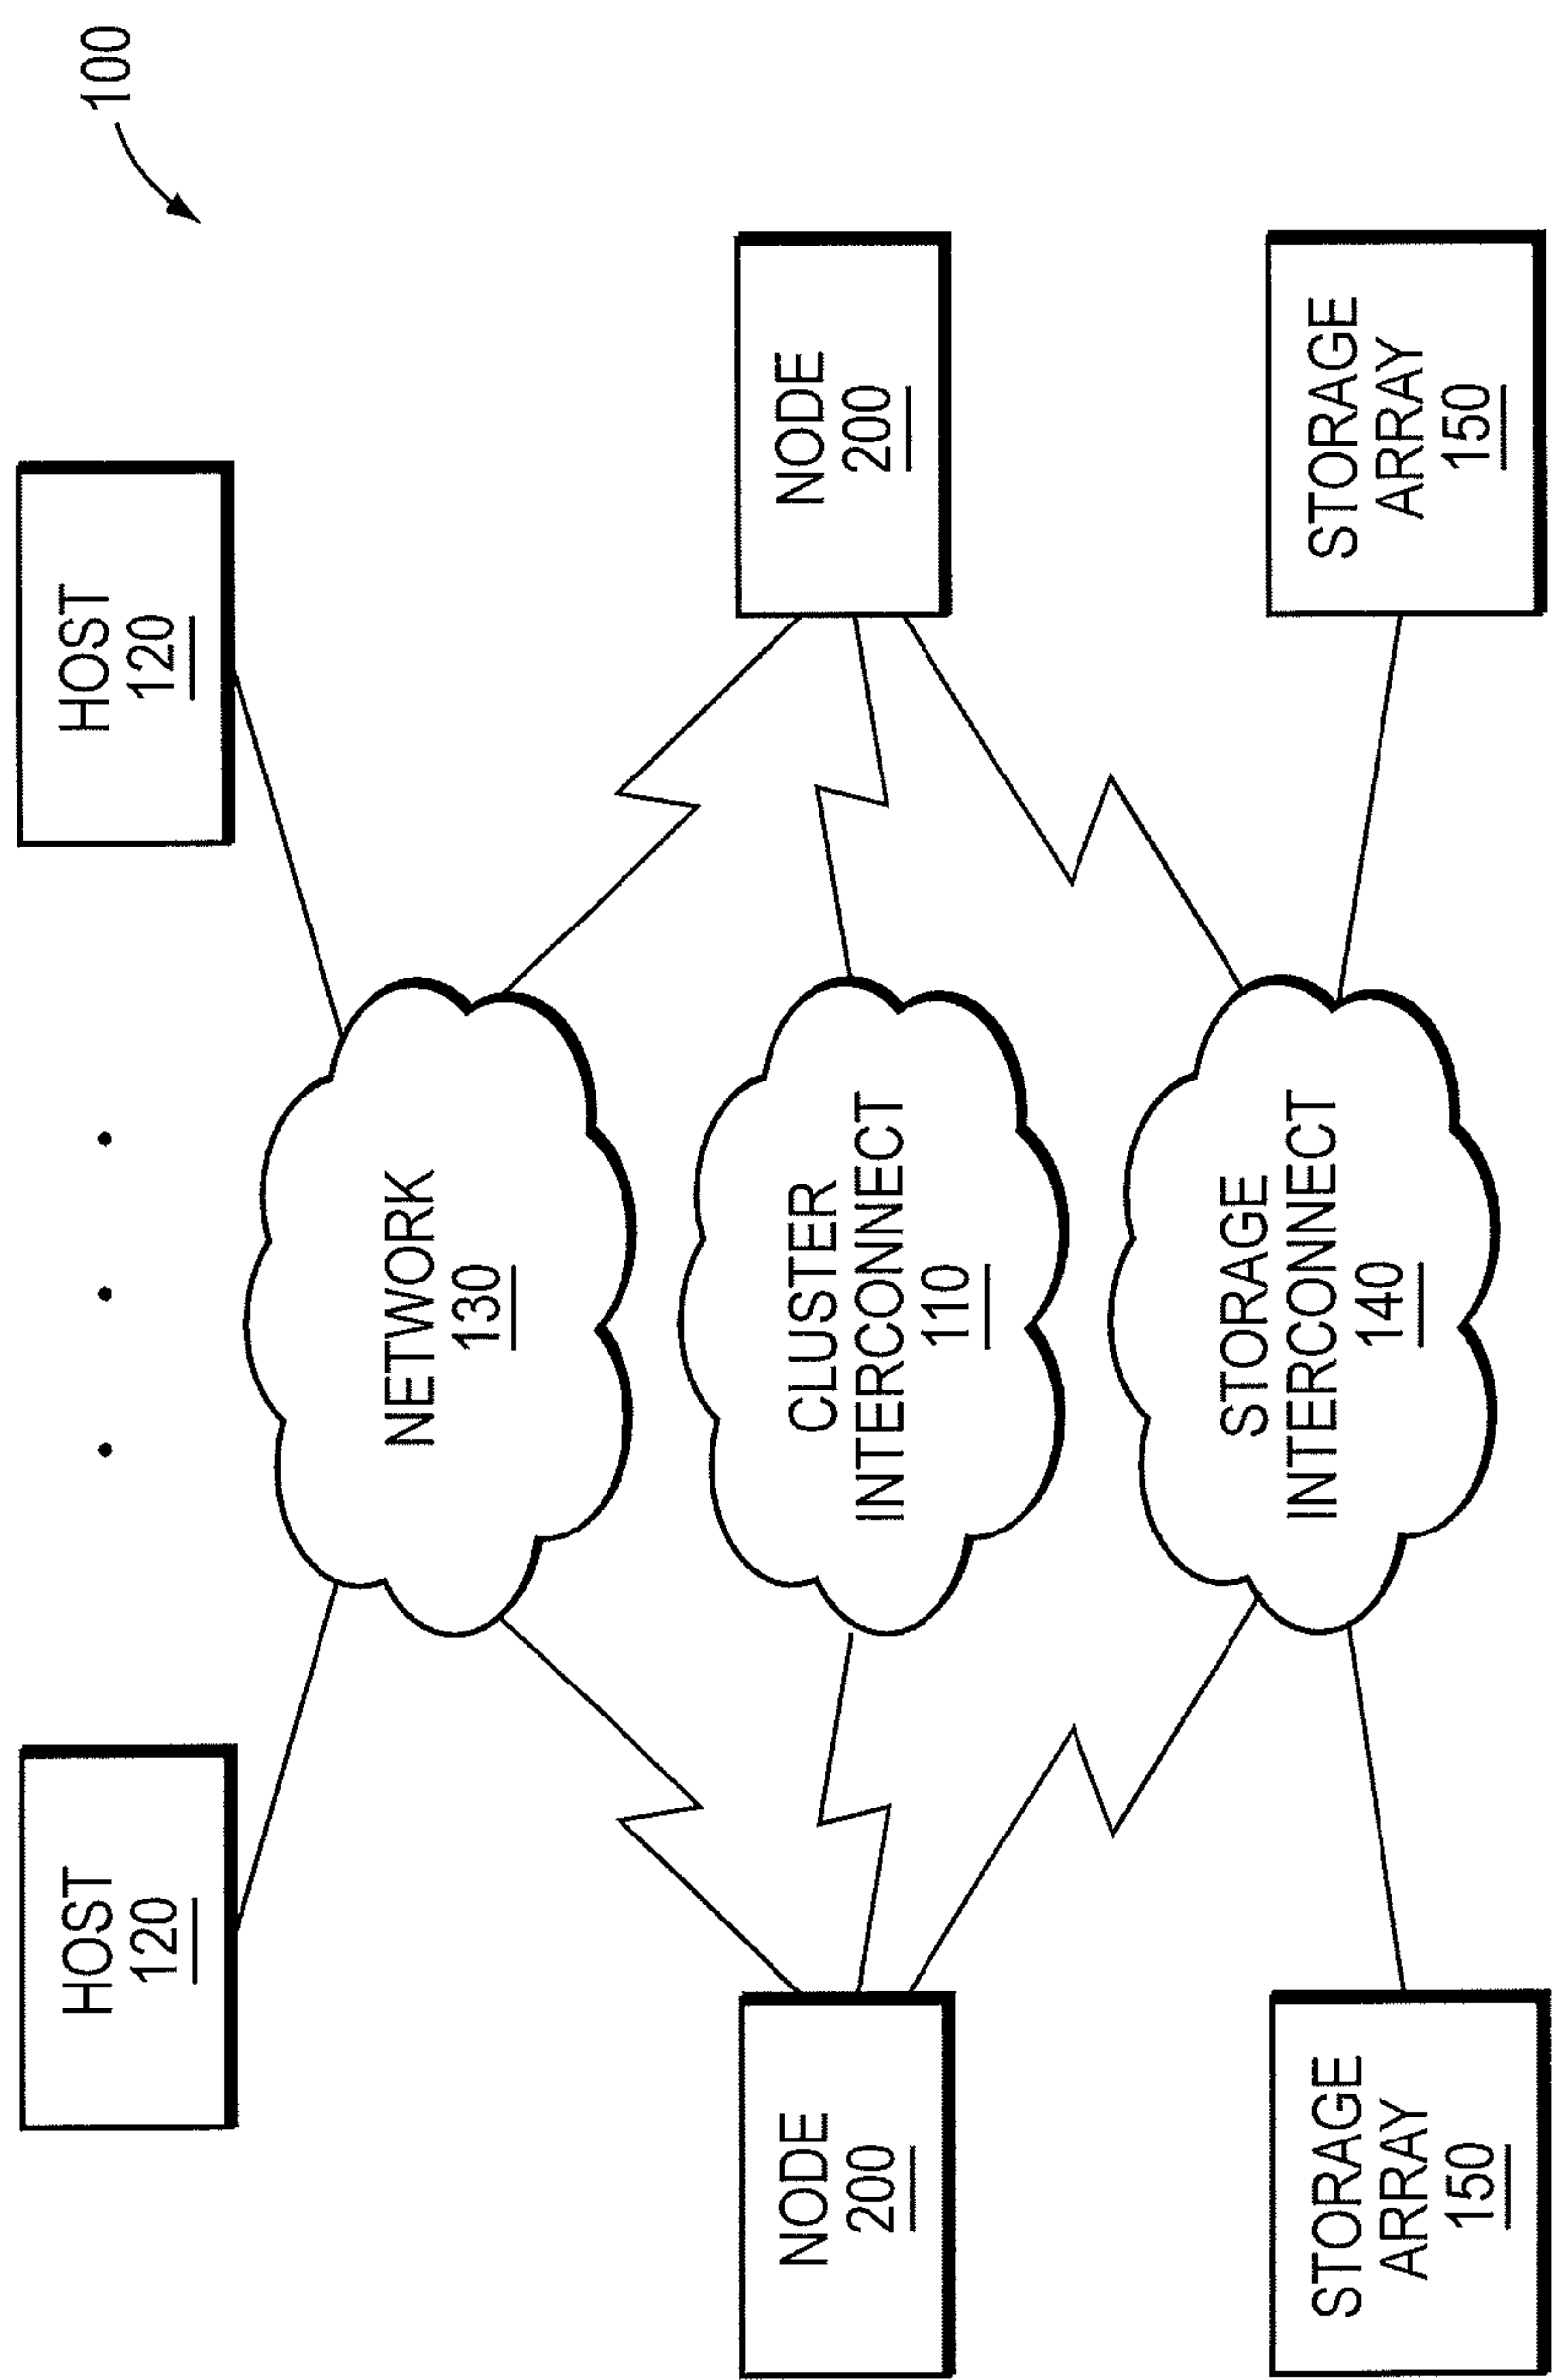 100
HOST
120
HOST
120
NETWORK
130
NODE
200
CLUSTER
INTERCONNECT
110
NODE
200
STORAGE
ARRAY
150
STORAGE
INTERCONNECT
140
STORAGE
ARRAY
150